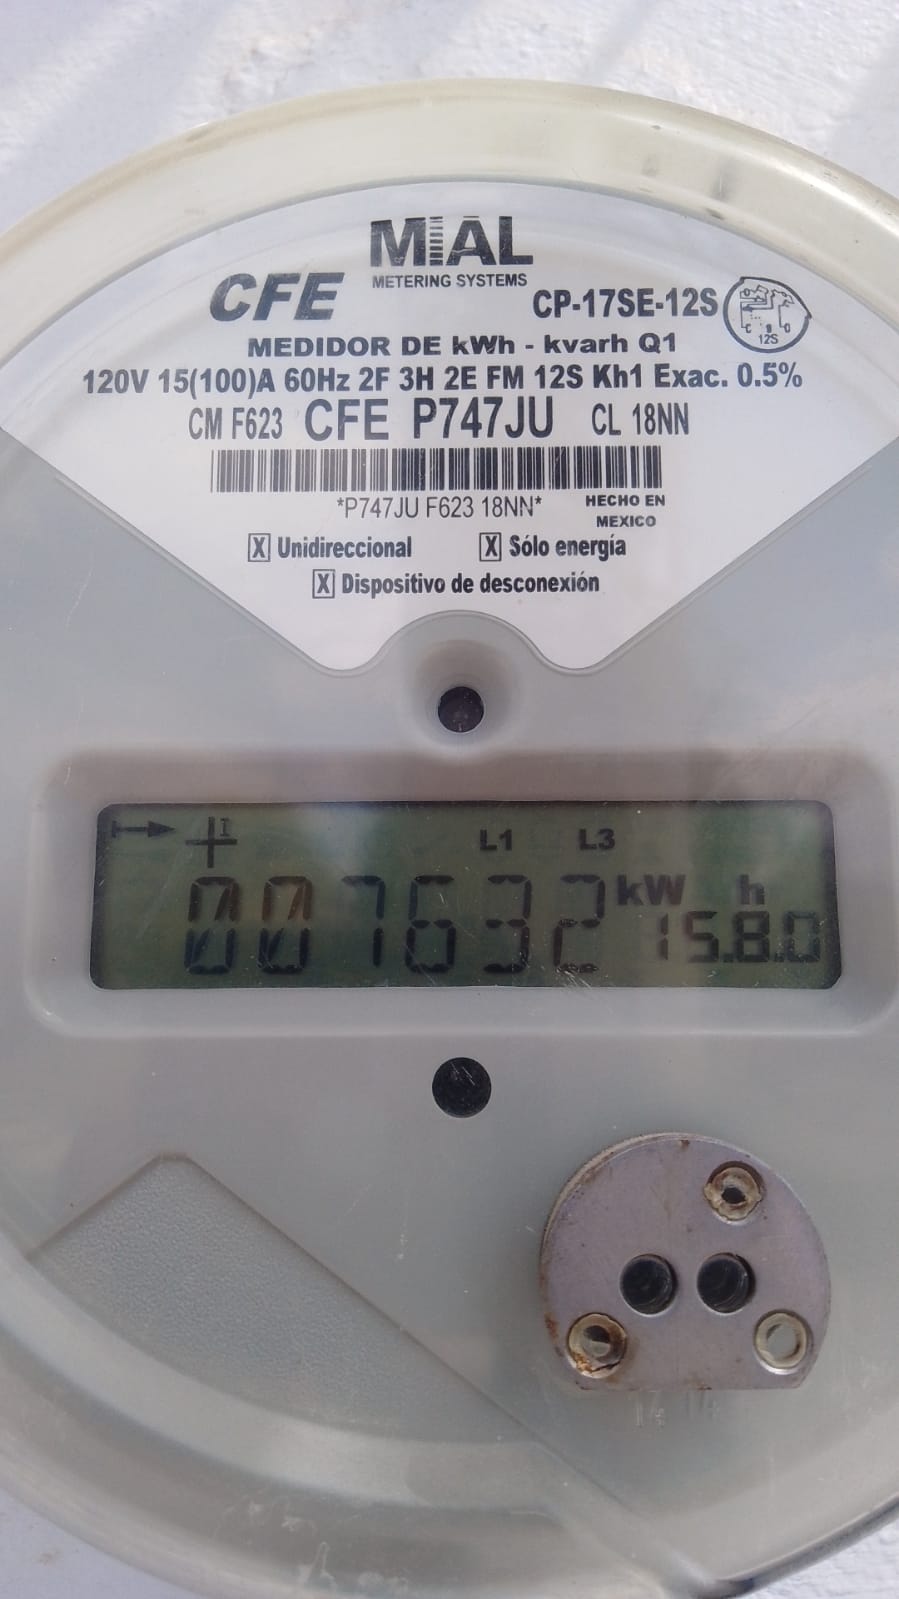 MIAL
METERING SYSTEMS
CFE
CP-17SE-12S
12S
MEDIDOR DE kWh - kvarh Q1
120V 15(100)A 60Hz 2F 3H 2E FM 12S Kh1 Exac. 0.5%
CM F623 CFE P747JU CL 18NN
*P747JU F623 18NN*
HECHO EN
MEXICO
X Unidireccional X Sólo energía
X Dispositivo de desconexión
L1 L3
007632 kW h 15.8.0